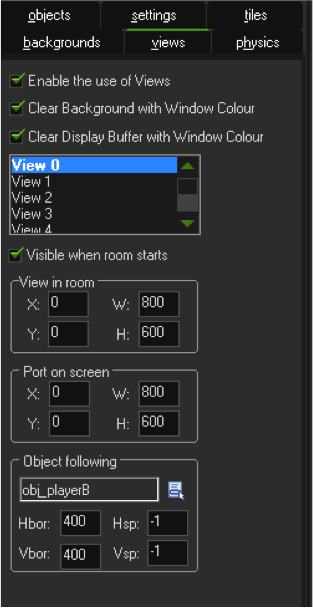 objects settings tiles
backgrounds views physics
Enable the use of Views
Clear Background with Window Colour
Clear Display Buffer with Window Colour
View 0
View 1
View 2
View 3
View 4
Visible when room starts
View in room
X: 0 W: 800
Y: 0 H: 600
Port on screen
X: 0 W: 800
Y: 0 H: 600
Object following
obj_playerB
Hbor: 400 Hsp: -1
Vbor: 400 Vsp: -1